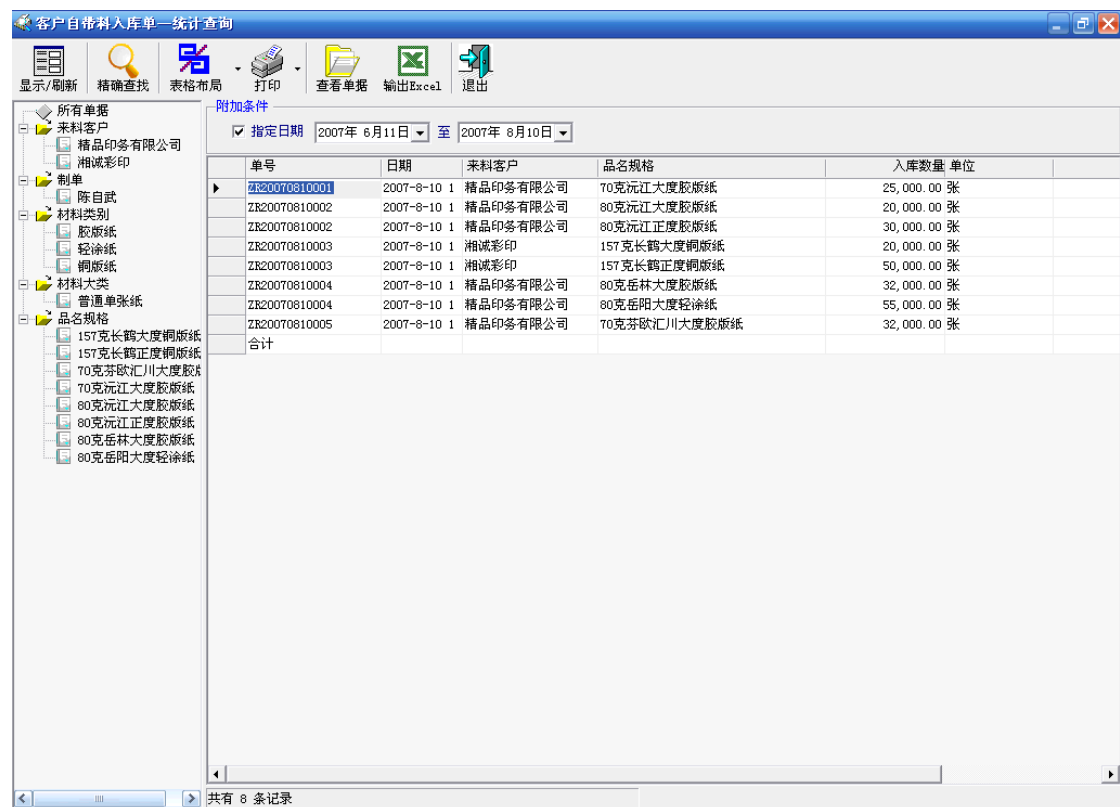 客户自带料入库单—统计查询
显示/刷新 精确查找 表格布局 打印 查看单据 输出Excel 退出
所有单据
来料客户
精品印务有限公司
湘诚彩印
制单
陈自武
材料类别
胶版纸
轻涂纸
铜版纸
材料大类
普通单张纸
品名规格
157克长鹤大度铜版纸
157克长鹤正度铜版纸
70克芬欧汇川大度胶
70克沅江大度胶版纸
80克沅江大度胶版纸
80克沅江正度胶版纸
80克岳林大度胶版纸
80克岳阳大度轻涂纸
附加条件
指定日期 2007年 6月11日 至 2007年 8月10日
单号 日期 来料客户 品名规格 入库数量 单位
ZR20070810001 2007-8-10 1 精品印务有限公司 70克沅江大度胶版纸 25,000.00 张
ZR20070810002 2007-8-10 1 精品印务有限公司 80克沅江大度胶版纸 20,000.00 张
ZR20070810002 2007-8-10 1 精品印务有限公司 80克沅江正度胶版纸 30,000.00 张
ZR20070810003 2007-8-10 1 湘诚彩印 157克长鹤大度铜版纸 20,000.00 张
ZR20070810003 2007-8-10 1 湘诚彩印 157克长鹤正度铜版纸 50,000.00 张
ZR20070810004 2007-8-10 1 精品印务有限公司 80克岳林大度胶版纸 32,000.00 张
ZR20070810004 2007-8-10 1 精品印务有限公司 80克岳阳大度轻涂纸 55,000.00 张
ZR20070810005 2007-8-10 1 精品印务有限公司 70克芬欧汇川大度胶版纸 32,000.00 张
合计
共有 8 条记录